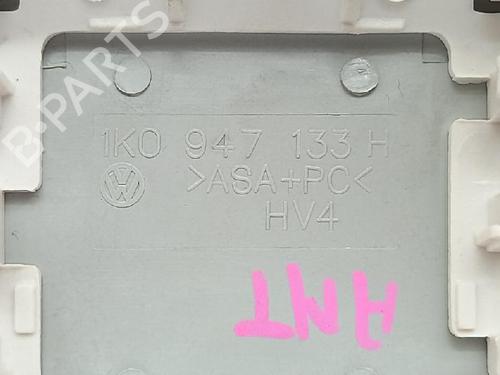 B-PARTS
1K0 947 133 H
>ASA+PC<
HV4
ANT